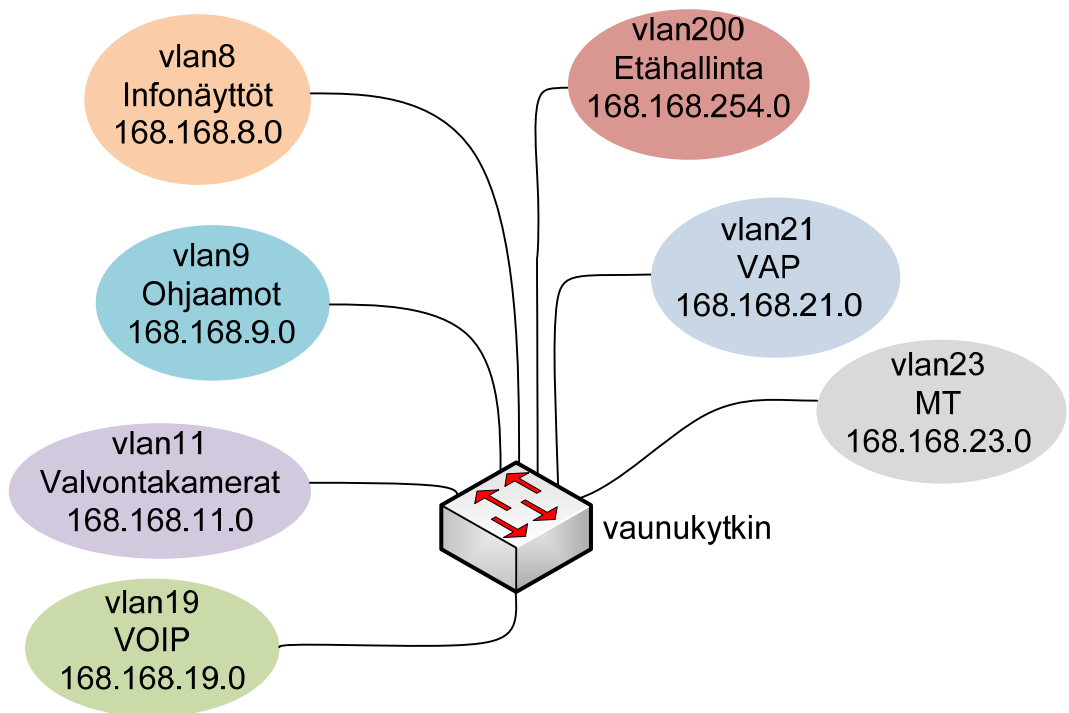 vlan8
Infonäyttöt
168.168.8.0
vlan200
Etähallinta
168.168.254.0
vlan9
Ohjaamot
168.168.9.0
vlan21
VAP
168.168.21.0
vlan23
MT
168.168.23.0
vlan11
Valvontakamerat
168.168.11.0
vaunukytkin
vlan19
VOIP
168.168.19.0